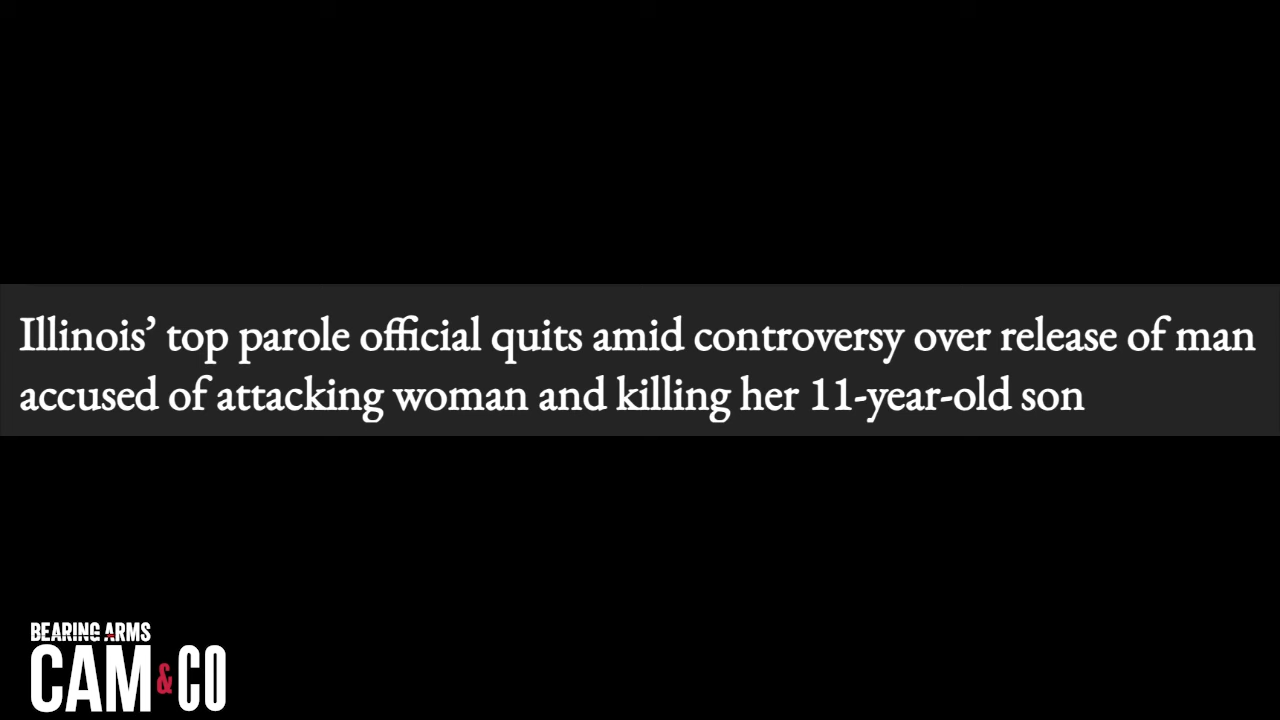 Illinois’ top parole official quits amid controversy over release of man
accused of attacking woman and killing her 11-year-old son
BEARING ARMS
CAM & CO